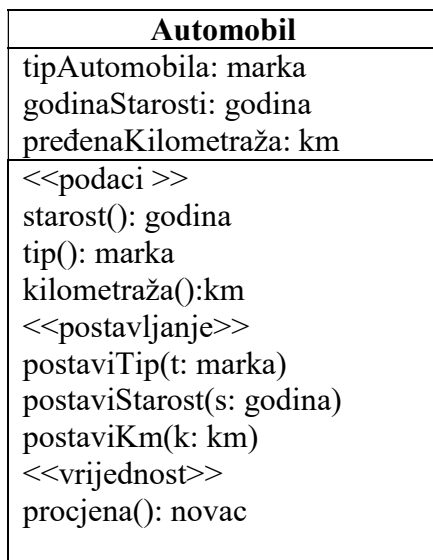 Automobil
tipAutomobila: marka
godinaStarosti: godina
pređenaKilometraža: km
<<podaci >>
starost(): godina
tip(): marka
kilometraža():km
<<postavljanje>>
postaviTip(t: marka)
postaviStarost(s: godina)
postaviKm(k: km)
<<vrijednost>>
procjena(): novac